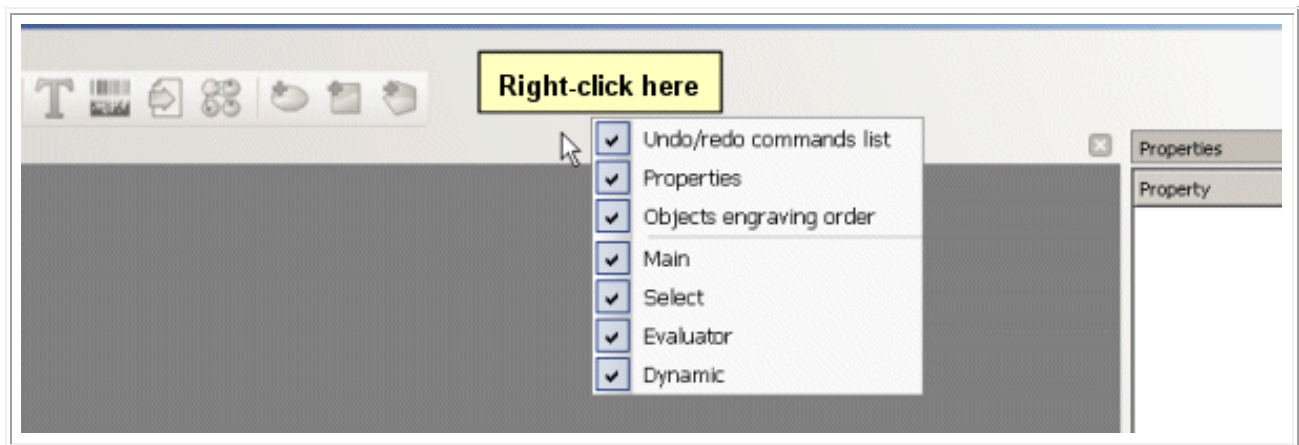 T
Right-click here
Undo/redo commands list
Properties
Objects engraving order
Main
Select
Evaluator
Dynamic
Properties
Property